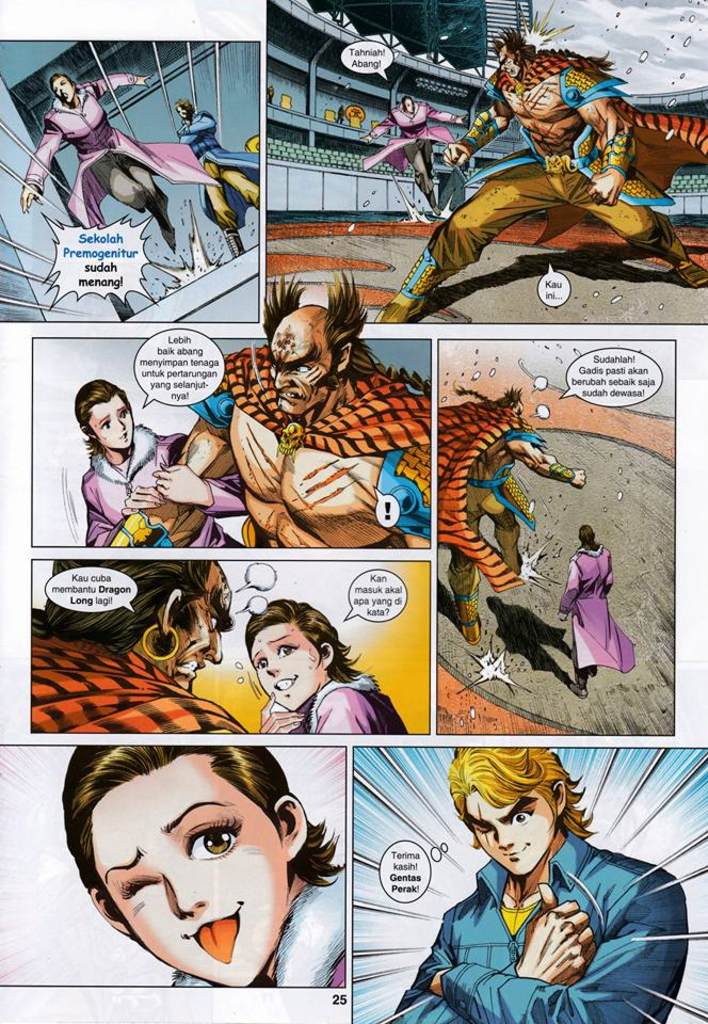 Sekolah
Premogenitur
sudah
menang!
Tahniah!
Abang!
Kau
ini...
Lebih
baik abang
menyimpan tenaga
untuk pertarungan
yang selanjut-
nya!
!
Sudahlah!
Gadis pasti akan
berubah sebaik saja
dewasa!
Kau cuba
membantu Dragon
Long lagi!
Kan
masuk akal
apa yang di
kata?
Terima
kasih!
Gentas
Perak!
25